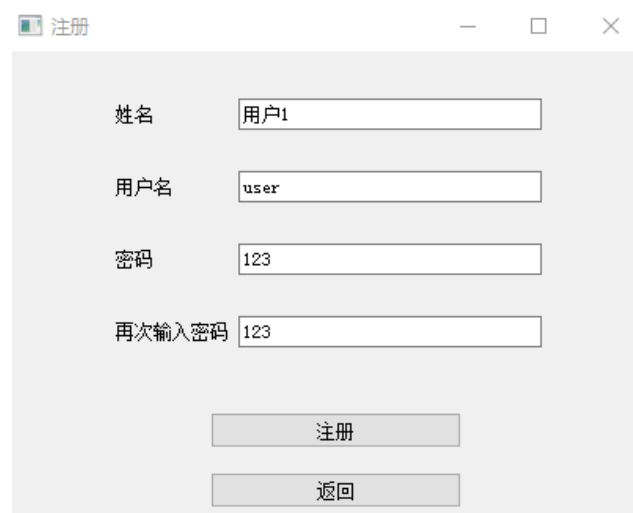 注册
姓名 用户1
用户名 user
密码 123
再次输入密码 123
注册
返回